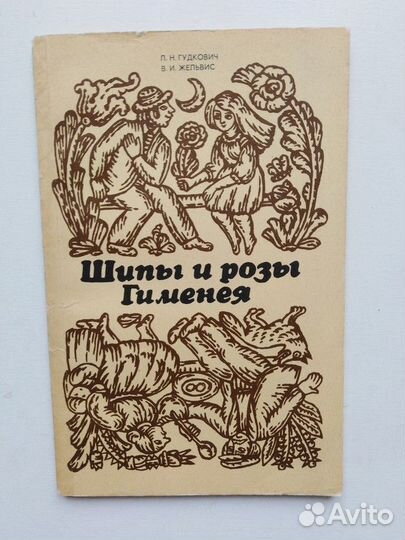 Л. Н. ГУДКОВИЧ
В. И. ЖЕЛЬВИС
Шипы и розы
Гименея
Avito